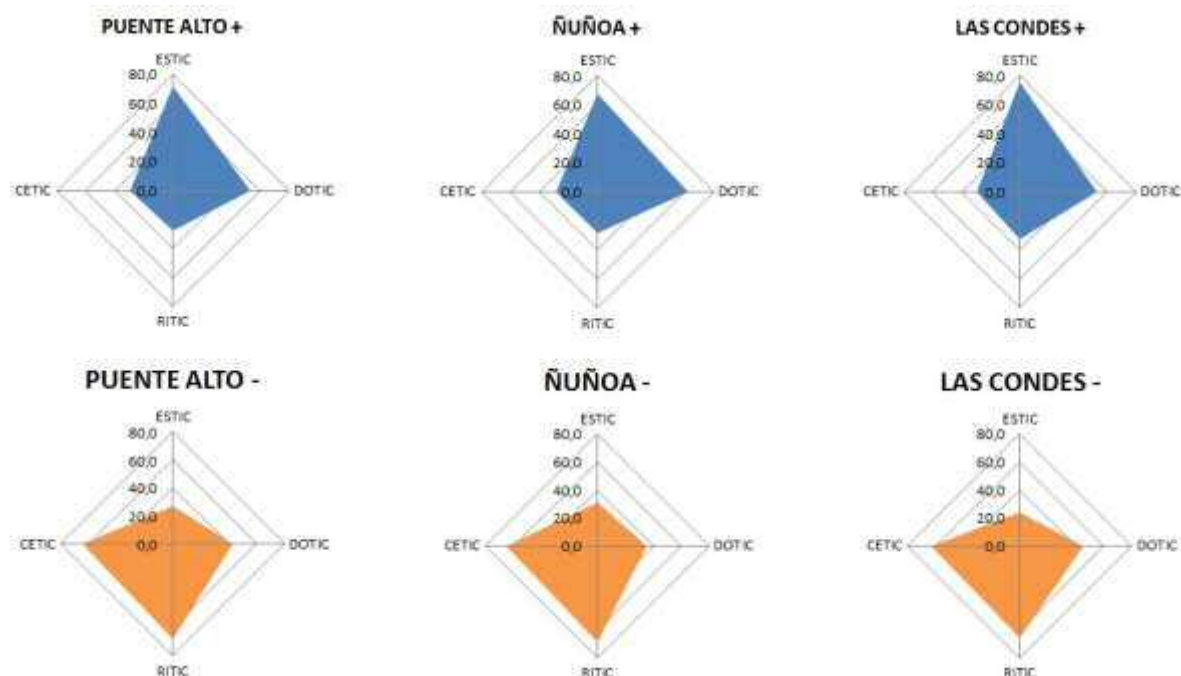 PUENTE ALTO +
ESTIC
80,0
60,0
40,0
20,0
CETIC
0,0
DOTIC
RITIC
ÑUÑOA +
ESTIC
80,0
60,0
40,0
20,0
CETIC
0,0
DOTIC
RITIC
LAS CONDES +
ESTIC
80,0
60,0
40,0
20,0
CETIC
0,0
DOTIC
RITIC
PUENTE ALTO -
ESTIC
80,0
60,0
40,0
20,0
CETIC
0,0
DOTIC
RITIC
ÑUÑOA -
ESTIC
80,0
60,0
40,0
20,0
CETIC
0,0
DOTIC
RITIC
LAS CONDES -
ESTIC
80,0
60,0
40,0
20,0
CETIC
0,0
DOTIC
RITIC